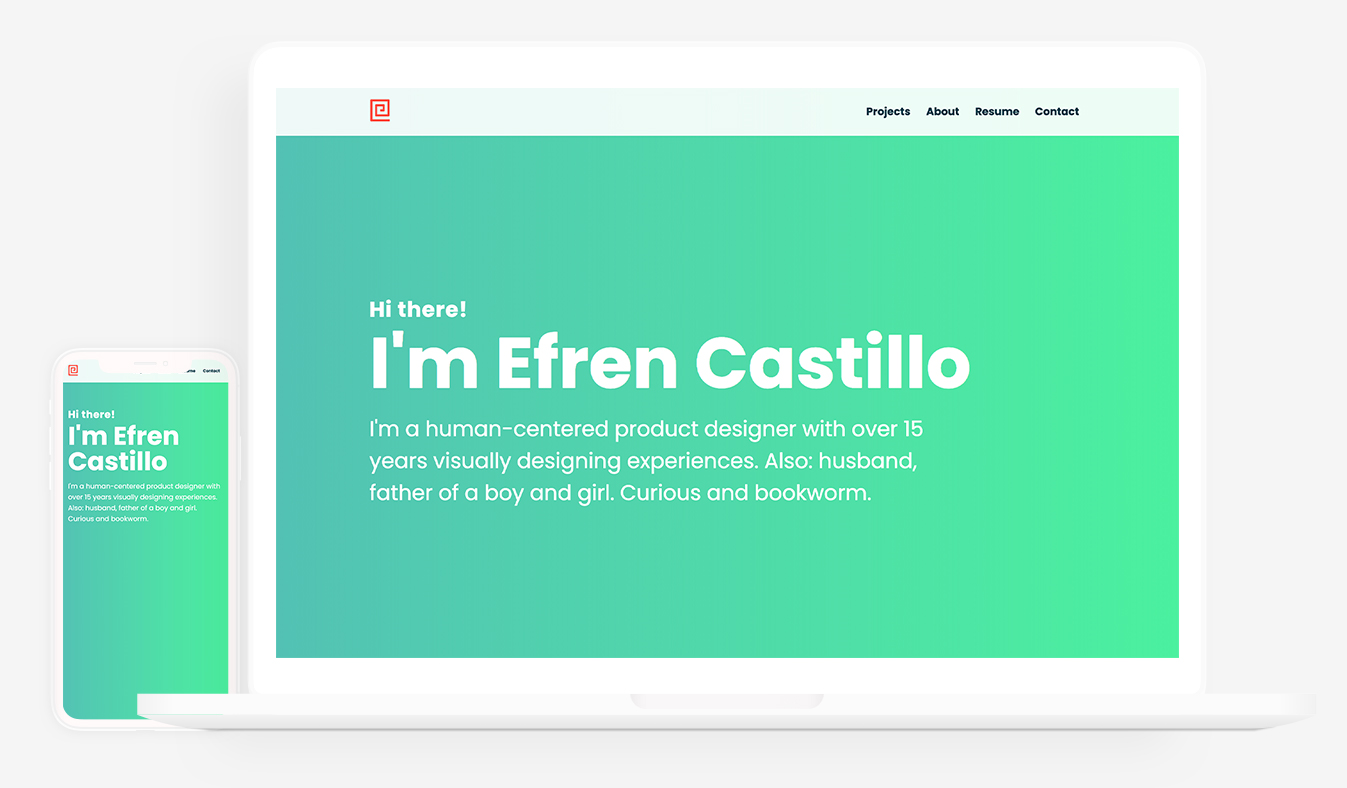 Projects About Resume Contact
Hi there!
I'm Efren Castillo
I'm a human-centered product designer with over 15
years visually designing experiences. Also: husband,
father of a boy and girl. Curious and bookworm.
Contact
Hi there!
I'm Efren
Castillo
I'm a human-centered product designer with
over 15 years visually designing experiences.
Also: husband, father of a boy and girl.
Curious and bookworm.